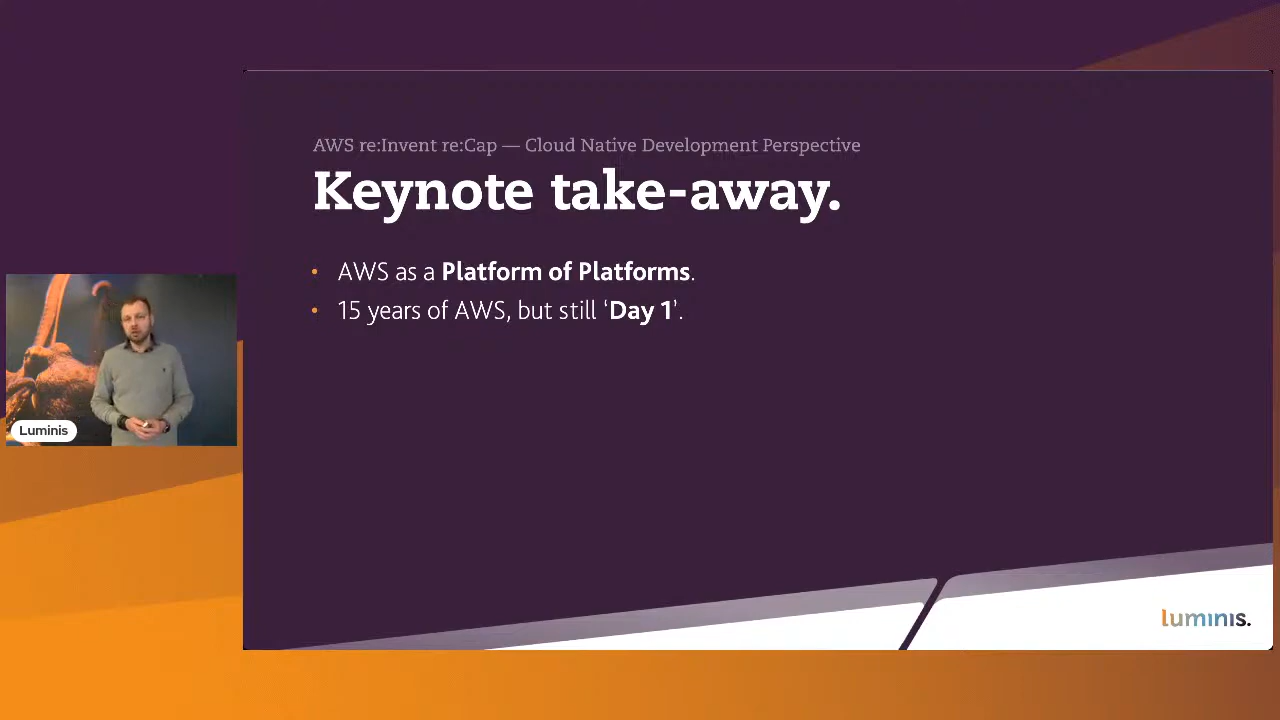 AWS re:Invent re:Cap — Cloud Native Development Perspective
Keynote take-away.
• AWS as a Platform of Platforms.
• 15 years of AWS, but still ‘Day 1’.
Luminis
luminis.